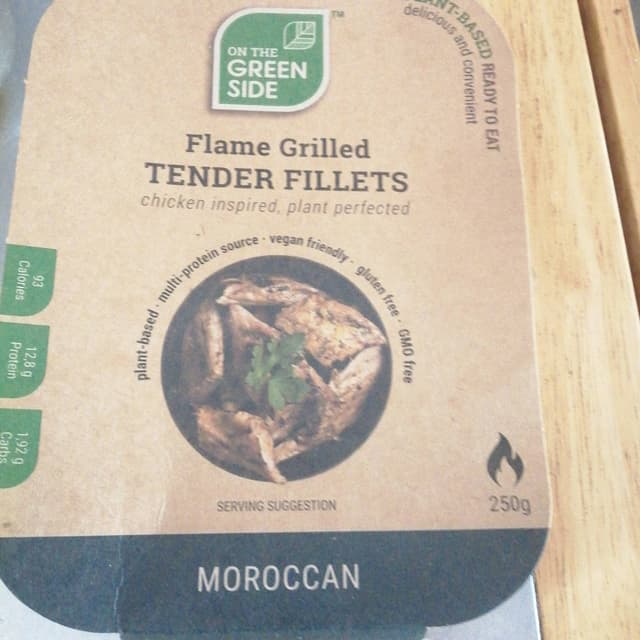 ON THE
GREEN
SIDE
TM
PLANT-BASED READY TO EAT
delicious and convenient
Flame Grilled
TENDER FILLETS
chicken inspired, plant perfected
plant-based · multi-protein source · vegan friendly · gluten free · GMO free
93
Calories
12,8 g
Protein
1,92 g
Carbs
SERVING SUGGESTION
250g
MOROCCAN